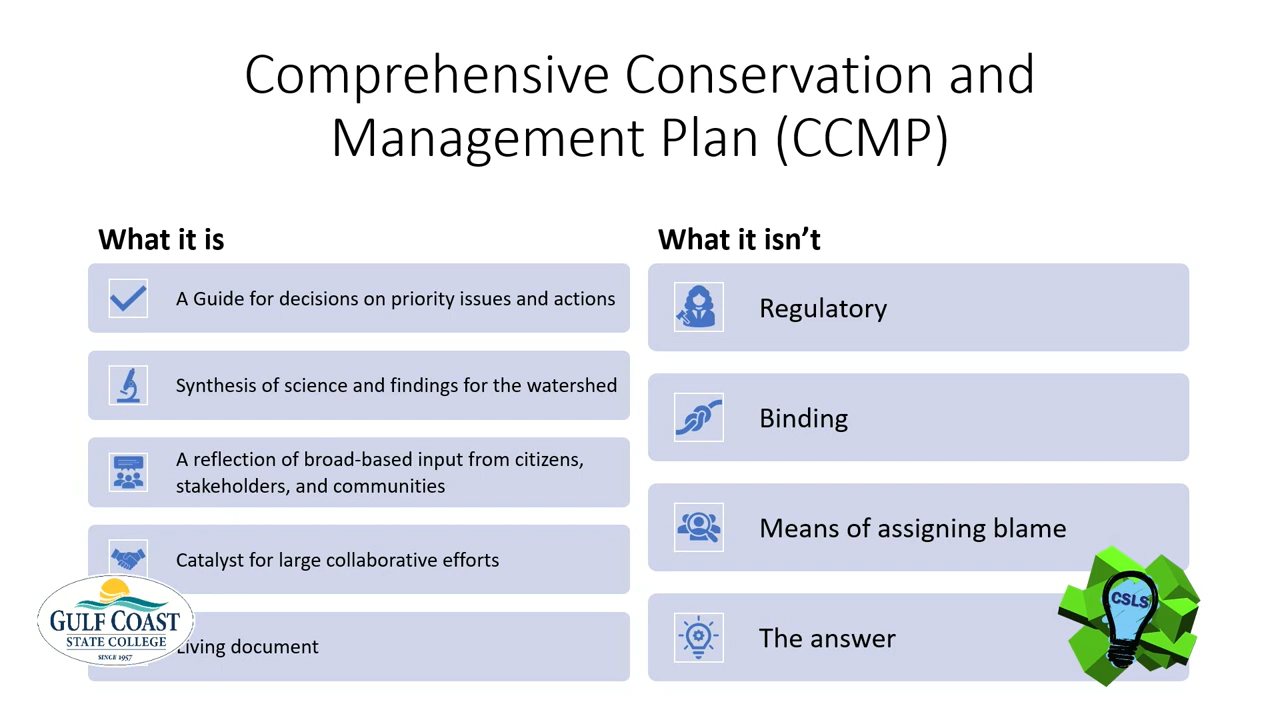 Comprehensive Conservation and
Management Plan (CCMP)
What it is
A Guide for decisions on priority issues and actions
Synthesis of science and findings for the watershed
A reflection of broad-based input from citizens,
stakeholders, and communities
Catalyst for large collaborative efforts
Living document
What it isn’t
Regulatory
Binding
Means of assigning blame
The answer
GULF COAST
STATE COLLEGE
SINCE 1957
CSLS